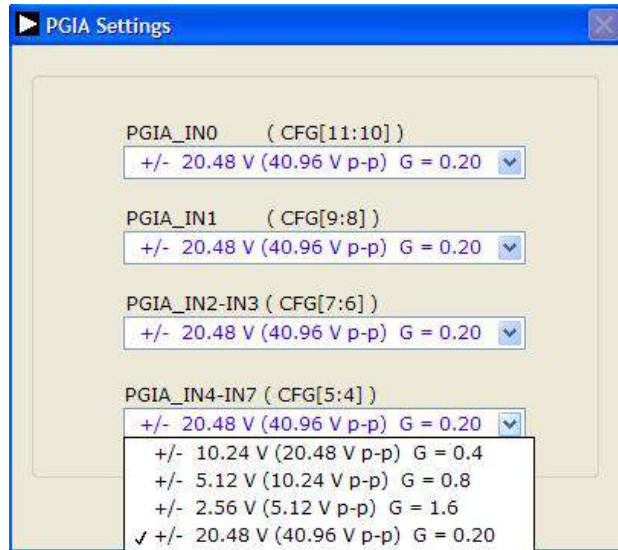 PGIA Settings
PGIA_IN0 ( CFG[11:10] )
+/- 20.48 V (40.96 V p-p) G = 0.20
PGIA_IN1 ( CFG[9:8] )
+/- 20.48 V (40.96 V p-p) G = 0.20
PGIA_IN2-IN3 ( CFG[7:6] )
+/- 20.48 V (40.96 V p-p) G = 0.20
PGIA_IN4-IN7 ( CFG[5:4] )
+/- 20.48 V (40.96 V p-p) G = 0.20
+/- 10.24 V (20.48 V p-p) G = 0.4
+/- 5.12 V (10.24 V p-p) G = 0.8
+/- 2.56 V (5.12 V p-p) G = 1.6
✓ +/- 20.48 V (40.96 V p-p) G = 0.20